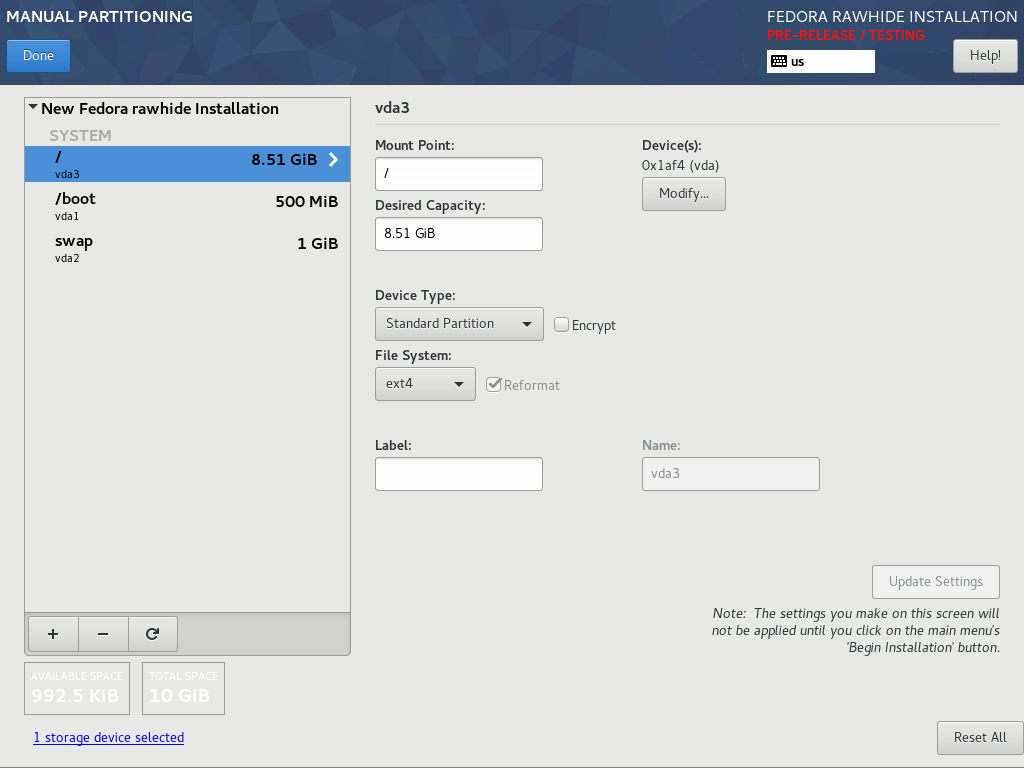 MANUAL PARTITIONING
FEDORA RAWHIDE INSTALLATION
PRE-RELEASE / TESTING
Done
us
Help!
New Fedora rawhide Installation
SYSTEM
/
8.51 GiB
vda3
/boot
500 MiB
vda1
swap
1 GiB
vda2
vda3
Mount Point:
/
Desired Capacity:
8.51 GiB
Device(s):
0x1af4 (vda)
Modify...
Device Type:
Standard Partition
Encrypt
File System:
ext4
Reformat
Label:
Name:
vda3
Update Settings
Note: The settings you make on this screen will
not be applied until you click on the main menu's
'Begin Installation' button.
AVAILABLE SPACE
992.5 KiB
TOTAL SPACE
10 GiB
1 storage device selected
Reset All